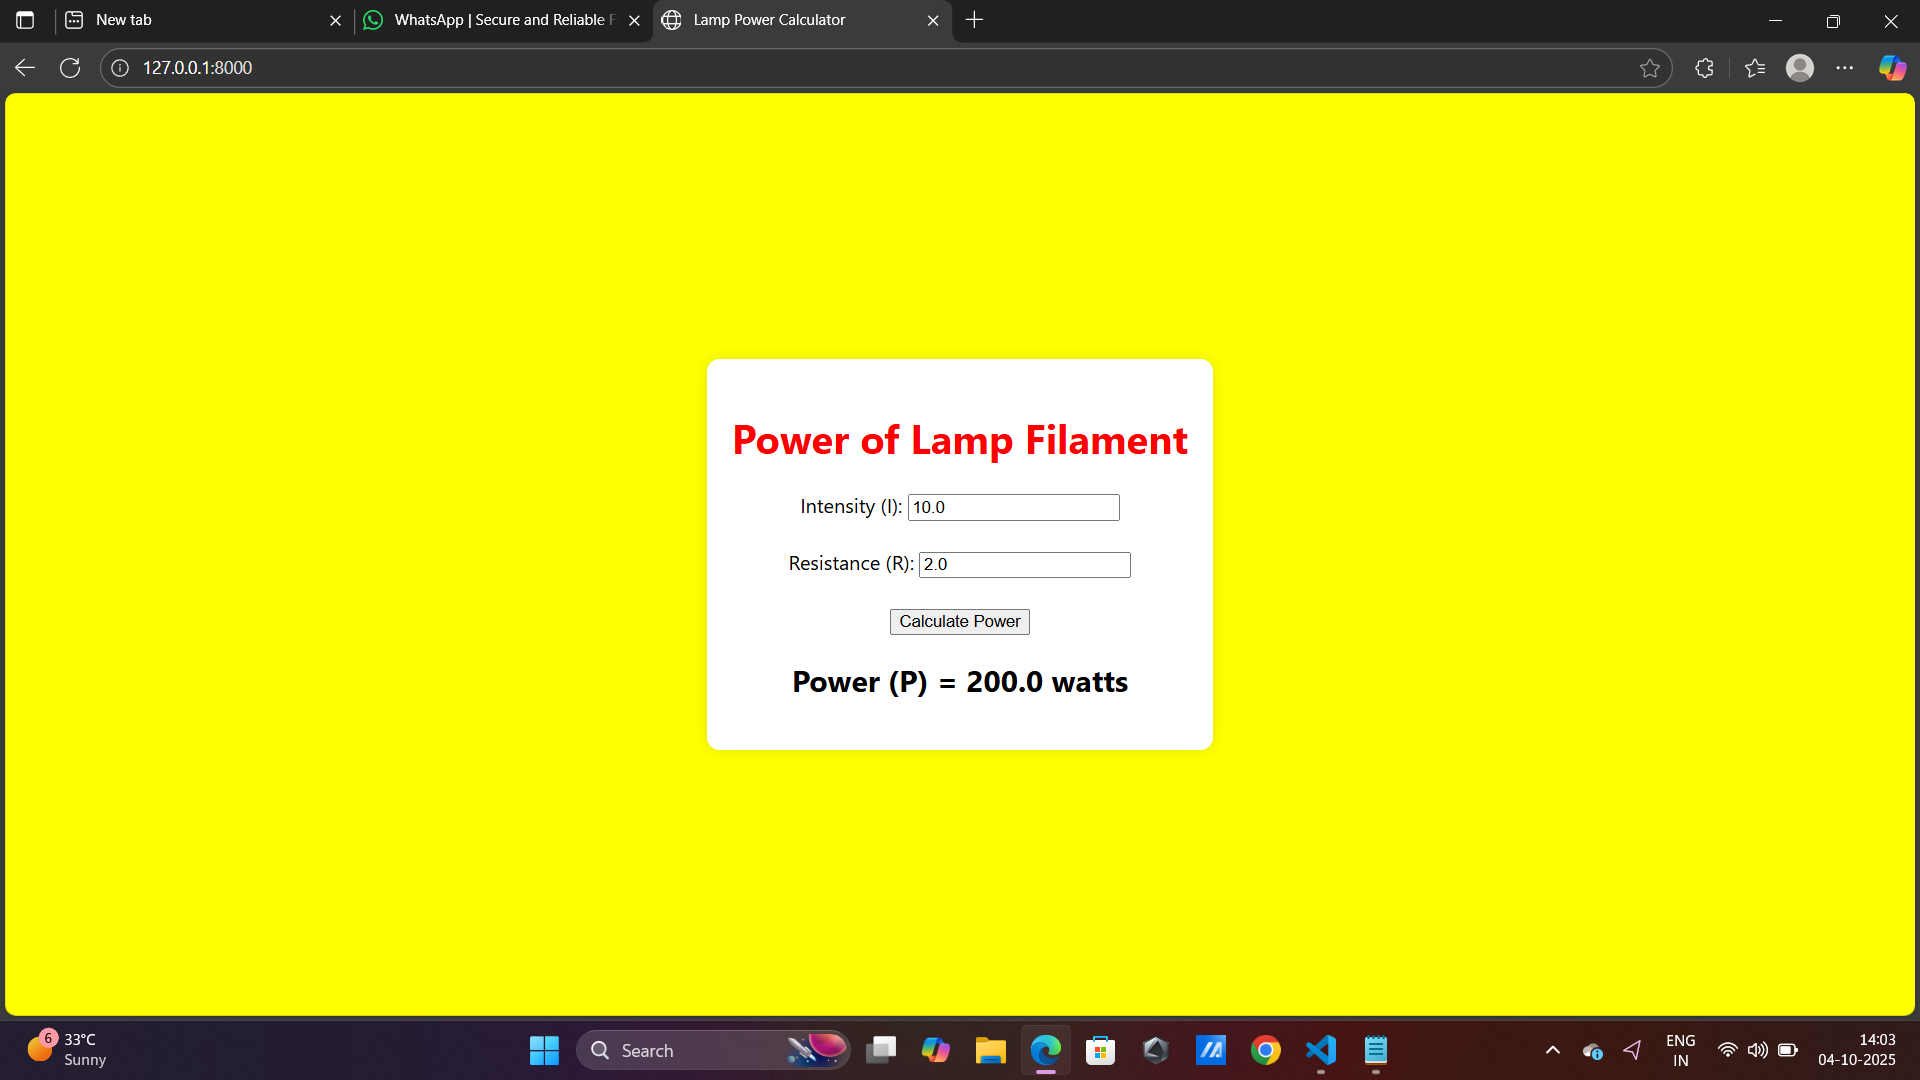 New tab
WhatsApp | Secure and Reliable F
Lamp Power Calculator
127.0.0.1:8000
Power of Lamp Filament
Intensity (I): 10.0
Resistance (R): 2.0
Calculate Power
Power (P) = 200.0 watts
6
33°C
Sunny
Search
ENG
IN
14:03
04-10-2025